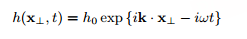 h(x⊥, t) = h₀ exp {ik · x⊥ − iωt}